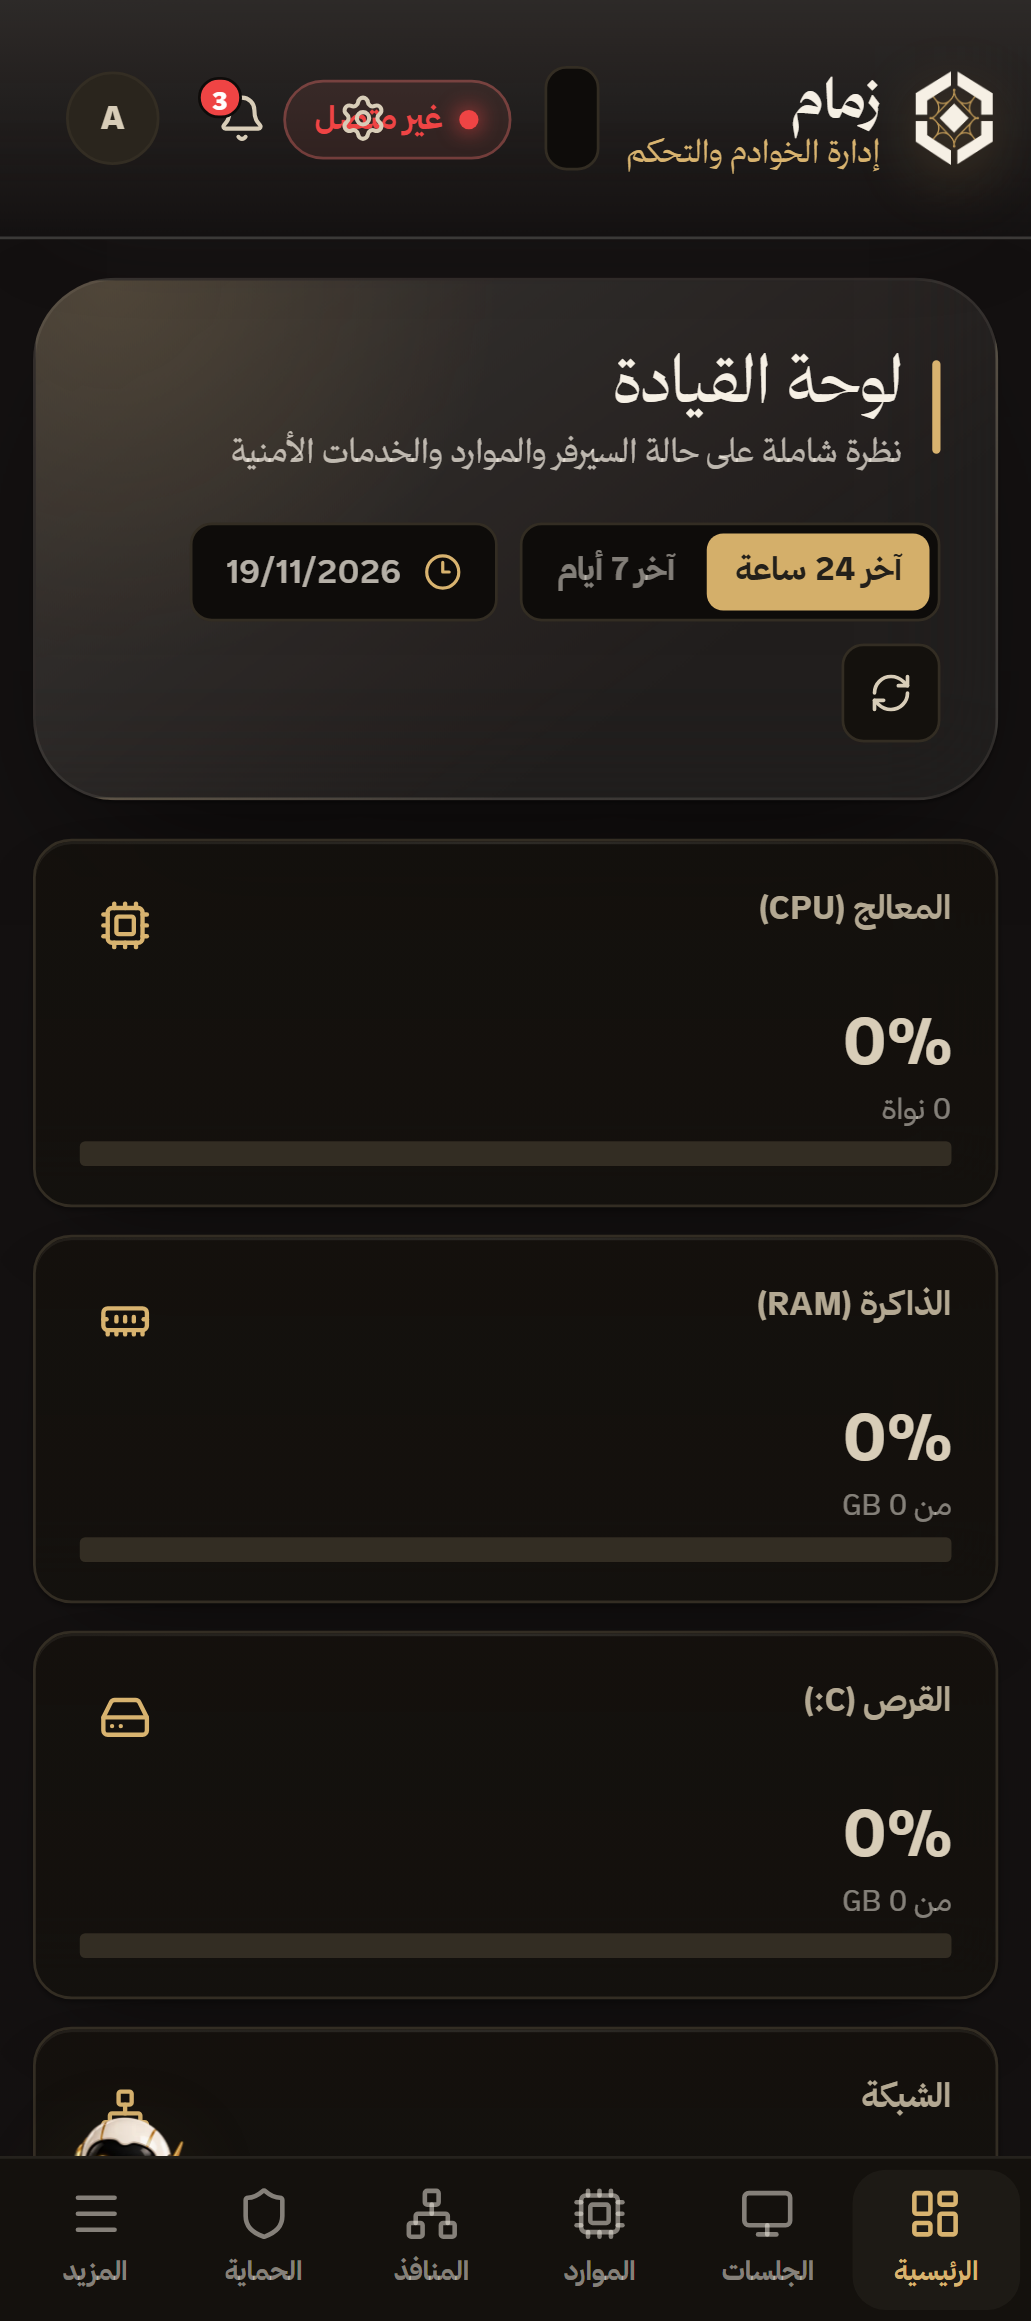 زمام
إدارة الخوادم والتحكم
غير متصل
3
A
لوحة القيادة
نظرة شاملة على حالة السيرفر والموارد والخدمات الأمنية
آخر 24 ساعة
آخر 7 أيام
19/11/2026
المعالج (CPU)
0%
0 نواة
الذاكرة (RAM)
0%
من 0 GB
القرص (C:)
0%
من 0 GB
الشبكة
الرئيسية
الجلسات
الموارد
المنافذ
الحماية
المزيد